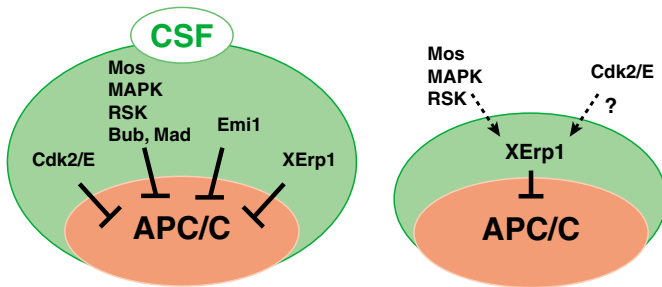 CSF
Mos
MAPK
RSK
Bub, Mad
Emi1
Cdk2/E
XErp1
APC/C
Mos
MAPK
RSK
Cdk2/E
?
XErp1
APC/C